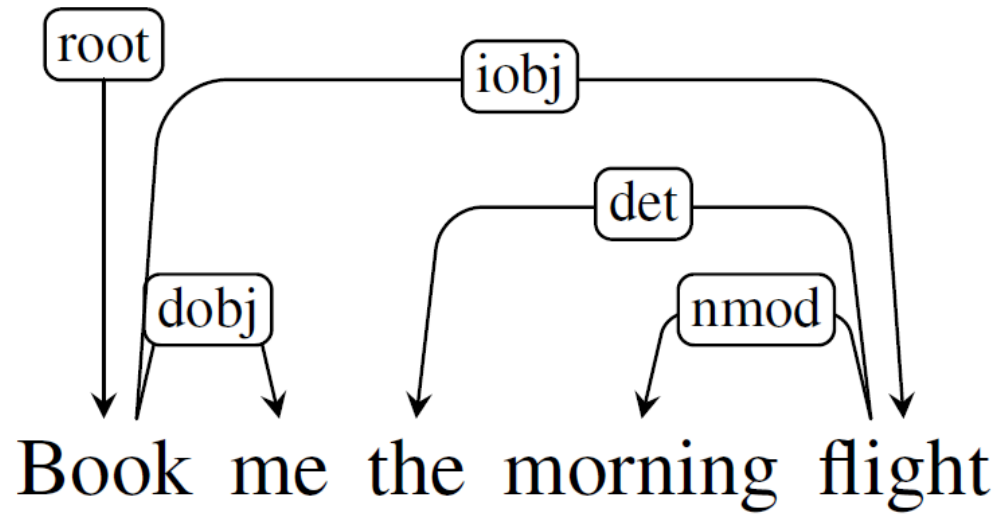 root
iobj
det
dobj
nmod
Book me the morning flight